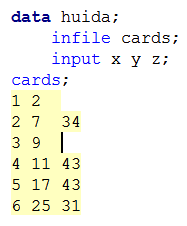 data huida;
infile cards;
input x y z;
cards;
1 2
2 7 34
3 9
4 11 43
5 17 43
6 25 31